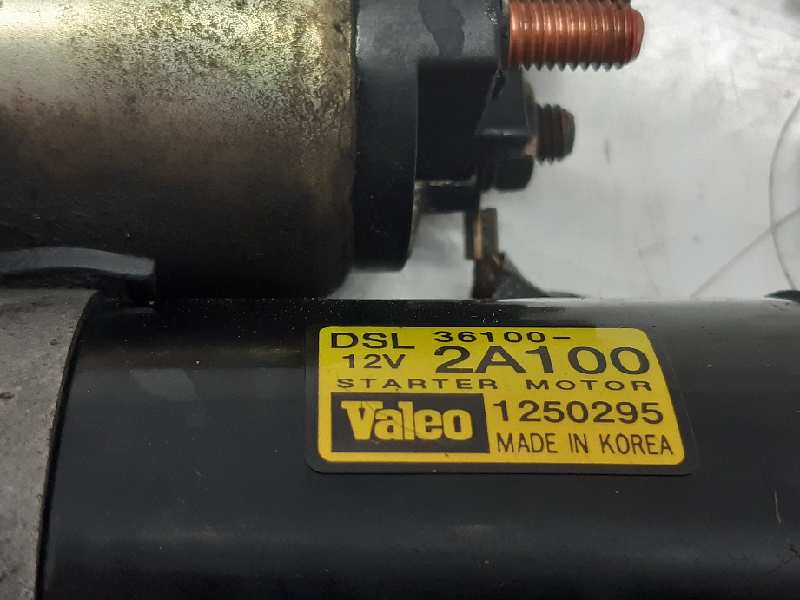 DSL 36100-
12V 2A100
STARTER MOTOR
Valeo 1250295
MADE IN KOREA